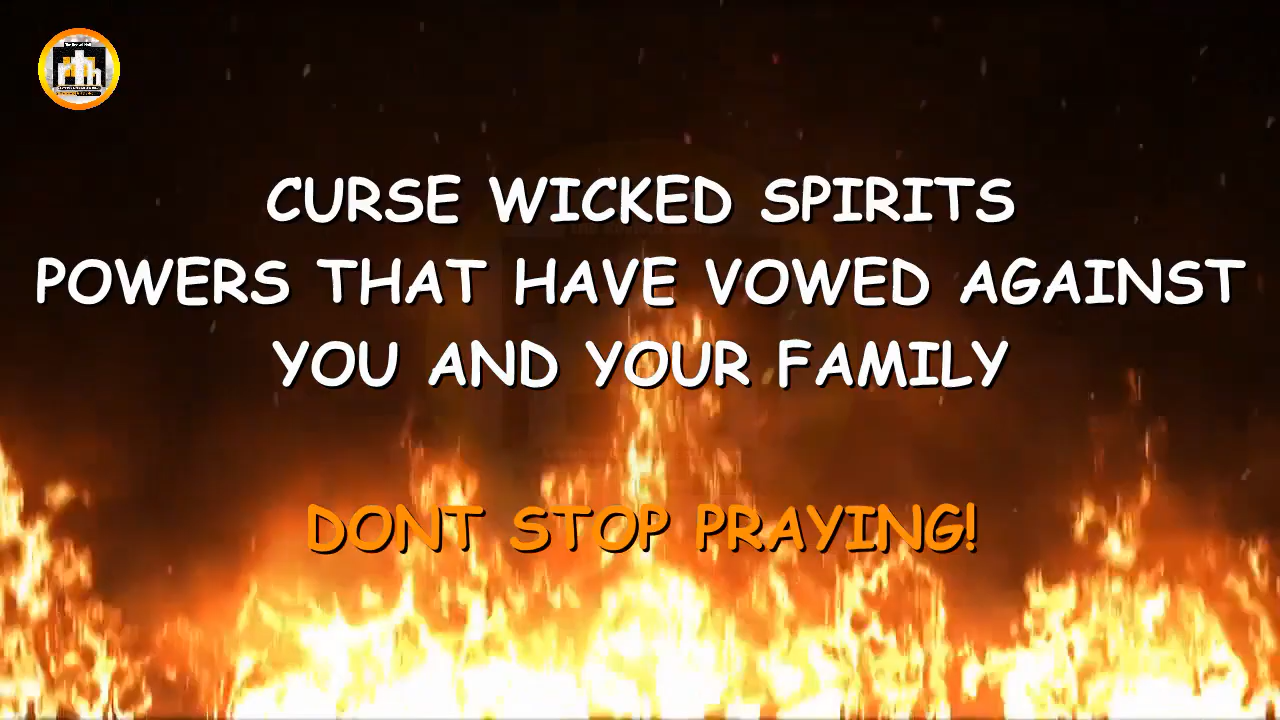 CURSE WICKED SPIRITS
POWERS THAT HAVE VOWED AGAINST
YOU AND YOUR FAMILY
DONT STOP PRAYING!